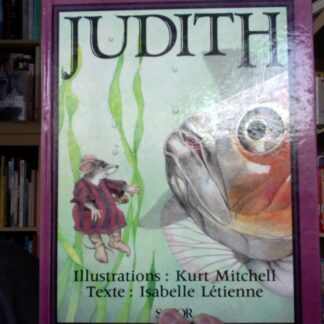 JUDITH
Illustrations : Kurt Mitchell
Texte : Isabelle Létienne